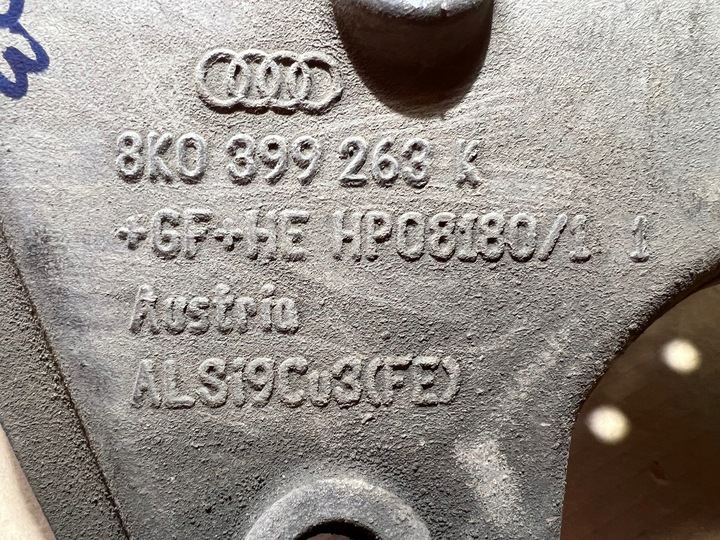 8K0 399 263 K
+GF+HE HP08180/1 1
Austria
ALSi9Cu3(FE)